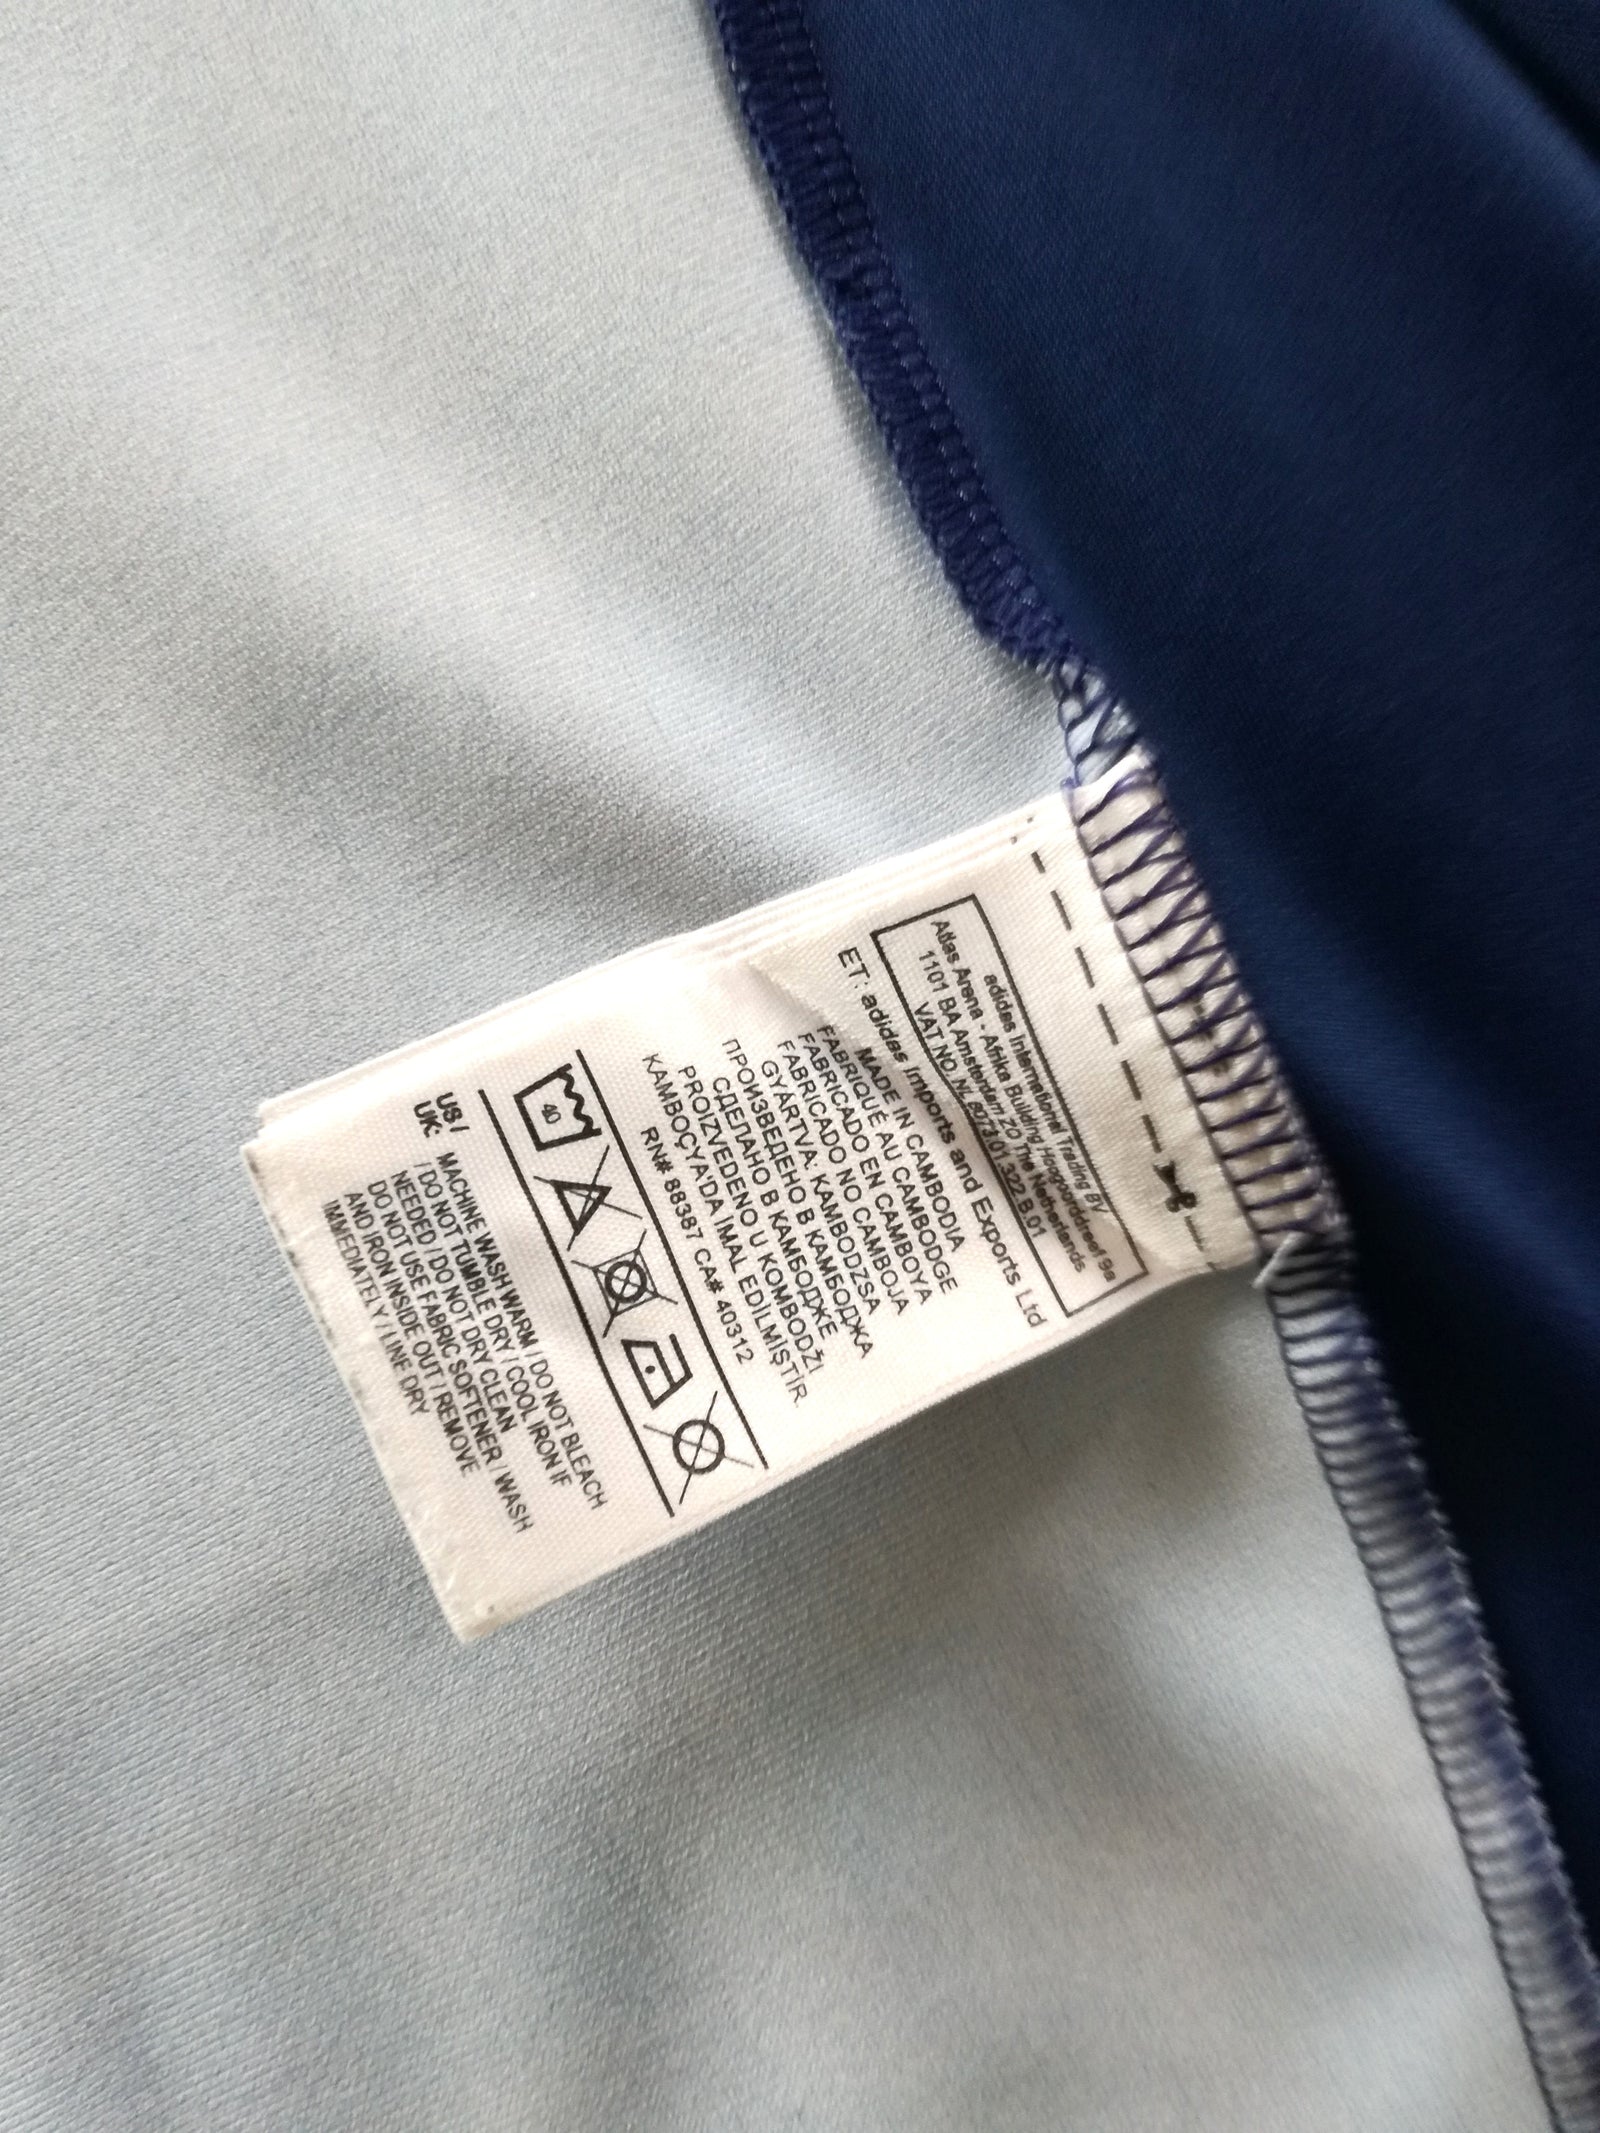 adidas International Trading BV
Atlas Arena - Afrika Building Hoogoorddreef 9a
1101 BA Amsterdam ZO The Netherlands
VAT NO. NL 8073.01.322.B.01
ET: adidas Imports and Exports Ltd
MADE IN CAMBODIA
FABRIQUÉ AU CAMBODGE
FABRICADO EN CAMBOYA
FABRICADO NO CAMBOJA
GYÁRTVA: KAMBODZSA
ПРОИЗВЕДЕНО В КАМБОДЖА
СДЕЛАНО В КАМБОДЖЕ
PROIZVEDENO U KOMBODŽI
KAMBOÇYA'DA İMAL EDİLMİŞTİR.
RN# 88387 CA# 40312
40
US /
UK: MACHINE WASH WARM / DO NOT BLEACH
/ DO NOT TUMBLE DRY / COOL IRON IF
NEEDED / DO NOT DRY CLEAN
DO NOT USE FABRIC SOFTENER / WASH
AND IRON INSIDE OUT / REMOVE
IMMEDIATELY / LINE DRY